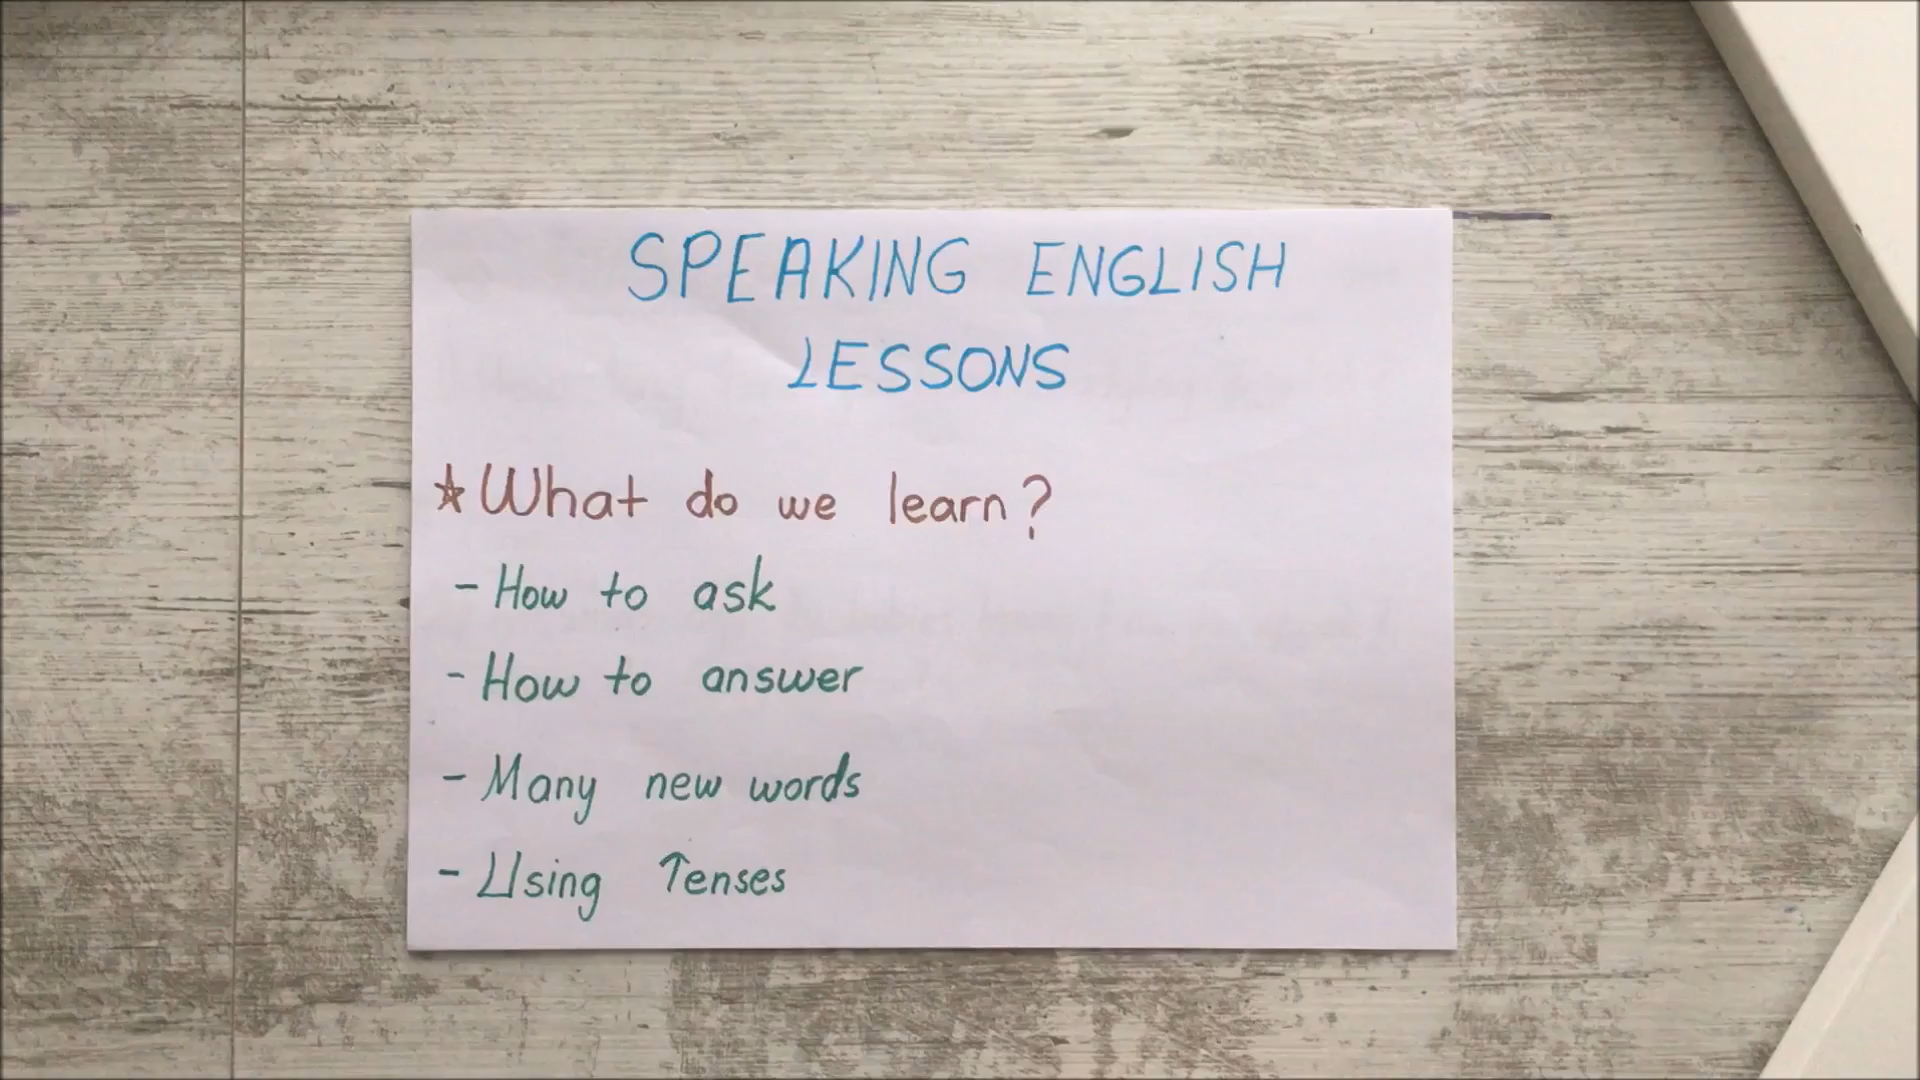 SPEAKING ENGLISH
LESSONS
☆ What do we learn?
- How to ask
- How to answer
- Many new words
- Using Tenses